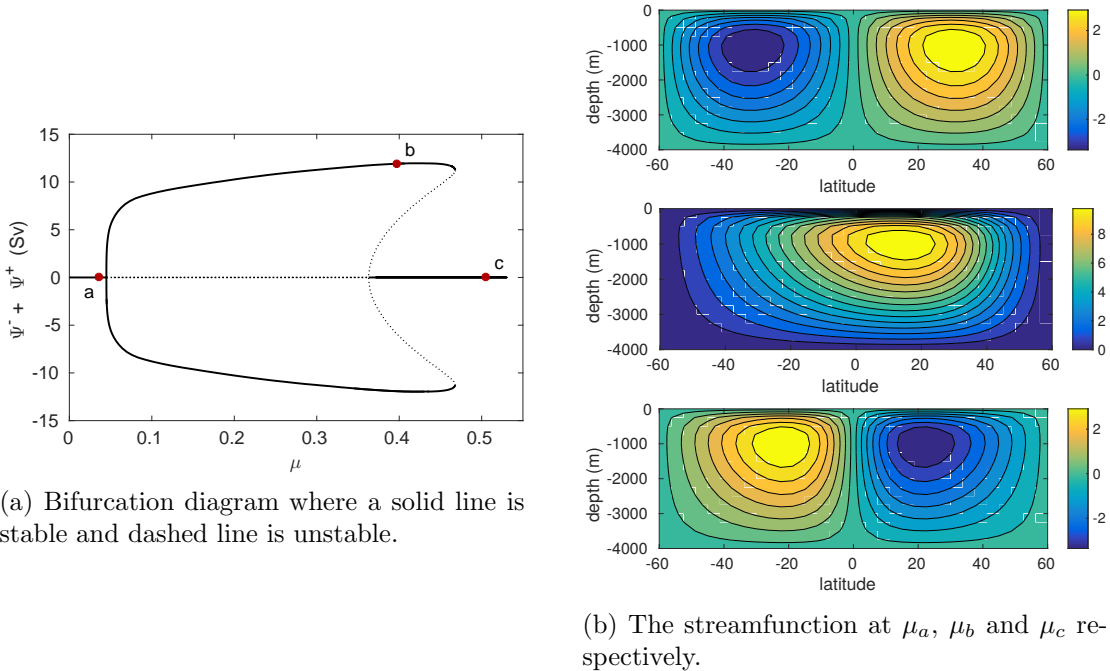 15
10
5
0
-5
-10
-15
Ψ⁻ + Ψ⁺ (Sv)
a
b
c
0 0.1 0.2 0.3 0.4 0.5
μ
(a) Bifurcation diagram where a solid line is
stable and dashed line is unstable.
0
-1000
-2000
-3000
-4000
depth (m)
-60 -40 -20 0 20 40 60
latitude
2
0
-2
0
-1000
-2000
-3000
-4000
depth (m)
-60 -40 -20 0 20 40 60
latitude
8
6
4
2
0
0
-1000
-2000
-3000
-4000
depth (m)
-60 -40 -20 0 20 40 60
latitude
2
0
-2
(b) The streamfunction at μₐ, μ_b and μ_c re-
spectively.